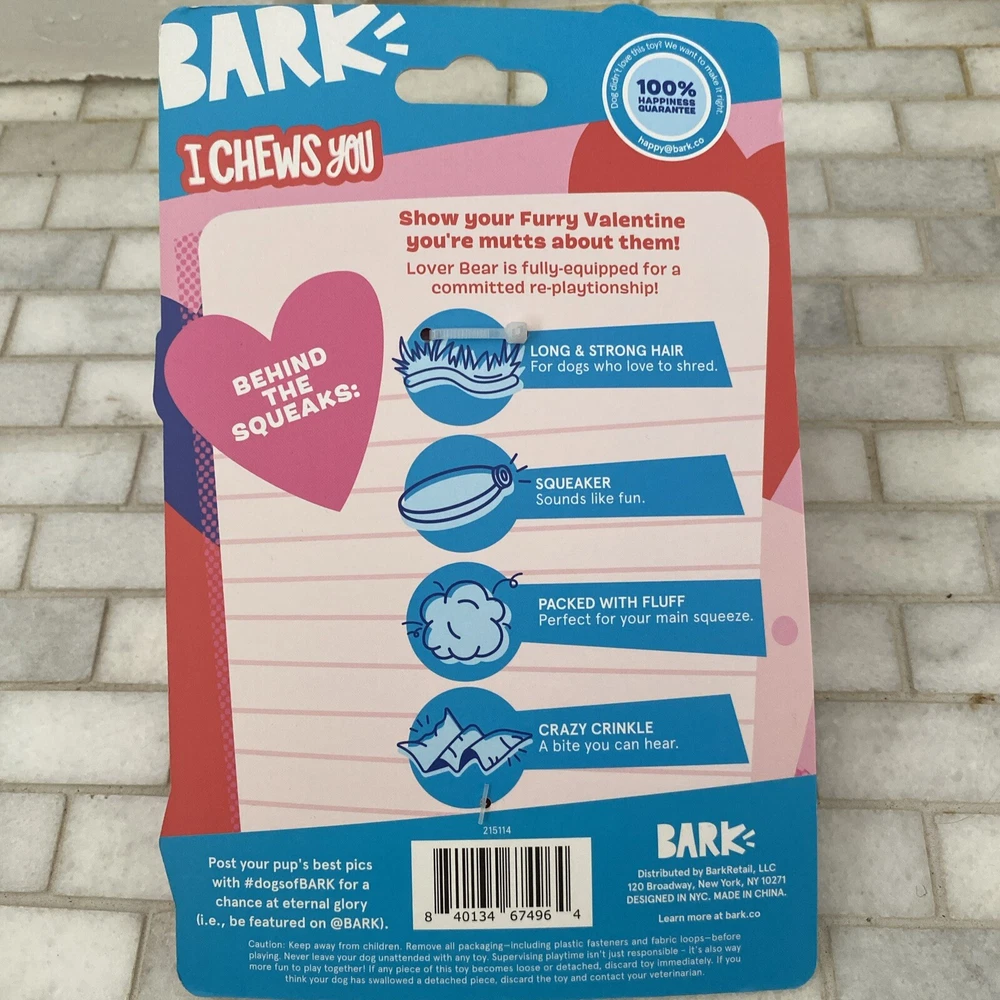 BARK
Dog didn't love this toy? We want to make it right.
100%
HAPPINESS
GUARANTEE
happy@bark.co
I CHEWS YOU
Show your Furry Valentine
you're mutts about them!
Lover Bear is fully-equipped for a
committed re-playtionship!
BEHIND
THE
SQUEAKS:
LONG & STRONG HAIR
For dogs who love to shred.
SQUEAKER
Sounds like fun.
PACKED WITH FLUFF
Perfect for your main squeeze.
CRAZY CRINKLE
A bite you can hear.
Post your pup's best pics
with #dogsofBARK for a
chance at eternal glory
(i.e., be featured on @BARK).
215114
8 40134 67496 4
BARK
Distributed by BarkRetail, LLC
120 Broadway, New York, NY 10271
DESIGNED IN NYC. MADE IN CHINA.
Learn more at bark.co
Caution: Keep away from children. Remove all packaging—including plastic fasteners and fabric loops—before
playing. Never leave your dog unattended with any toy. Supervising playtime isn't just responsible - it's also way
more fun to play together! If any piece of this toy becomes loose or detached, discard toy immediately. If you
think your dog has swallowed a detached piece, discard the toy and contact your veterinarian.